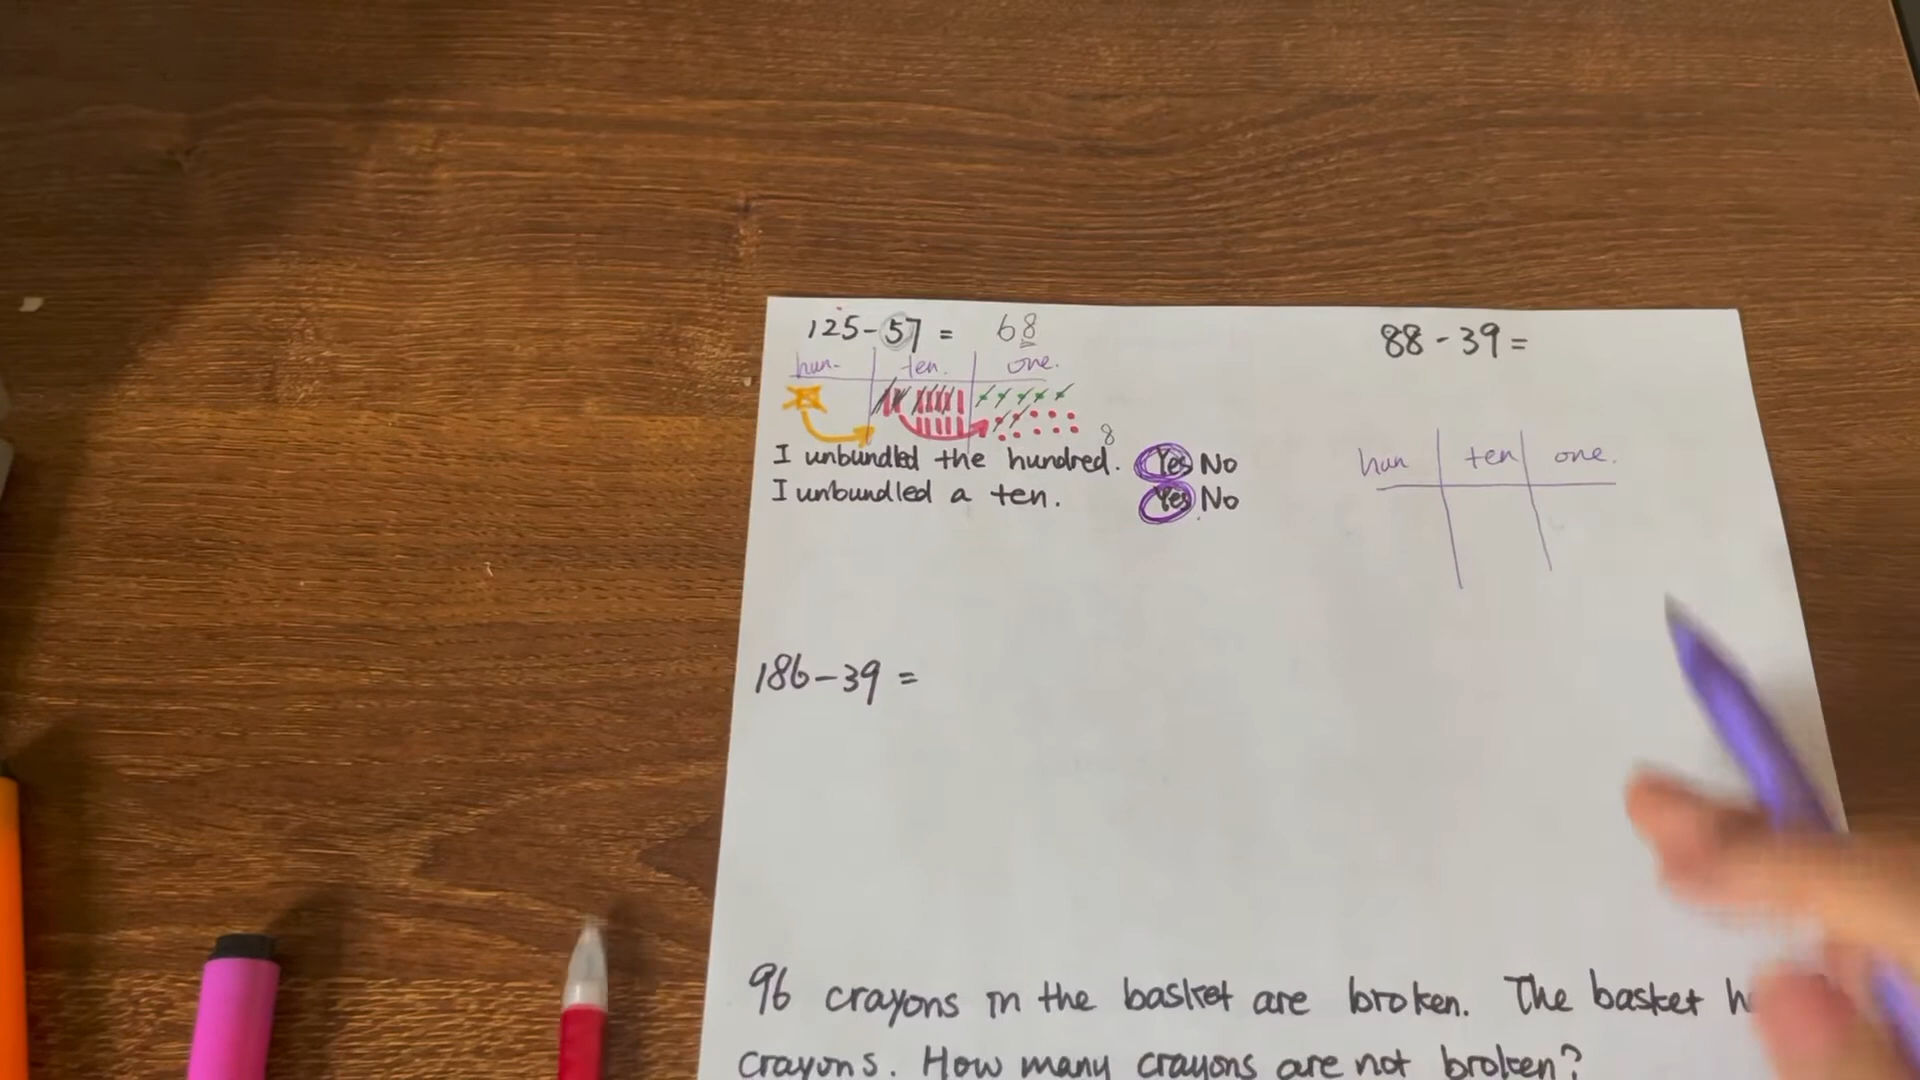 125-57 = 68
hun. ten. one.
8
I unbundled the hundred. Yes No
I unbundled a ten. Yes No
88-39=
hun ten one.
186-39 =
96 crayons in the basket are broken. The basket
crayons. How many crayons are not broken?